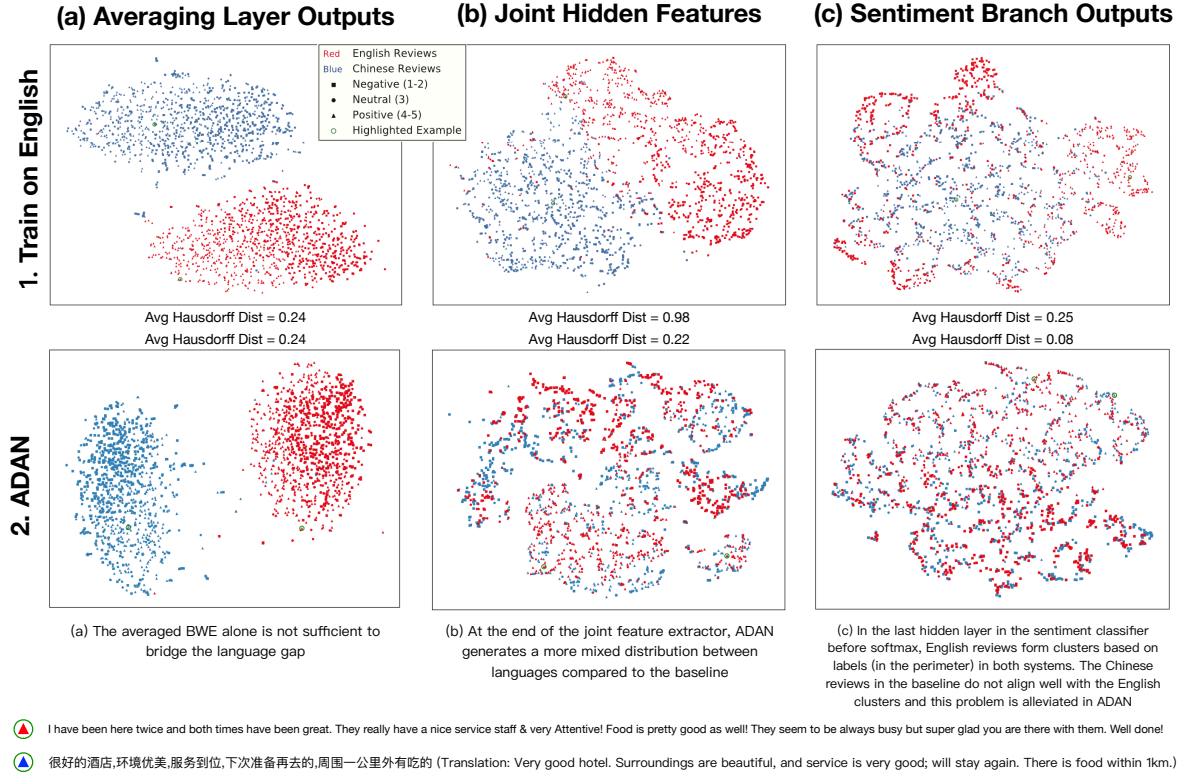 (a) Averaging Layer Outputs
(b) Joint Hidden Features
(c) Sentiment Branch Outputs
1. Train on English
Red English Reviews
Blue Chinese Reviews
Negative (1-2)
Neutral (3)
Positive (4-5)
Highlighted Example
Avg Hausdorff Dist = 0.24
Avg Hausdorff Dist = 0.98
Avg Hausdorff Dist = 0.25
Avg Hausdorff Dist = 0.24
Avg Hausdorff Dist = 0.22
Avg Hausdorff Dist = 0.08
2. ADAN
(a) The averaged BWE alone is not sufficient to
bridge the language gap
(b) At the end of the joint feature extractor, ADAN
generates a more mixed distribution between
languages compared to the baseline
(c) In the last hidden layer in the sentiment classifier
before softmax, English reviews form clusters based on
labels (in the perimeter) in both systems. The Chinese
reviews in the baseline do not align well with the English
clusters and this problem is alleviated in ADAN
I have been here twice and both times have been great. They really have a nice service staff & very Attentive! Food is pretty good as well! They seem to be always busy but super glad you are there with them. Well done!
很好的酒店,环境优美,服务到位,下次准备再去的,周围一公里外有吃的 (Translation: Very good hotel. Surroundings are beautiful, and service is very good; will stay again. There is food within 1km.)